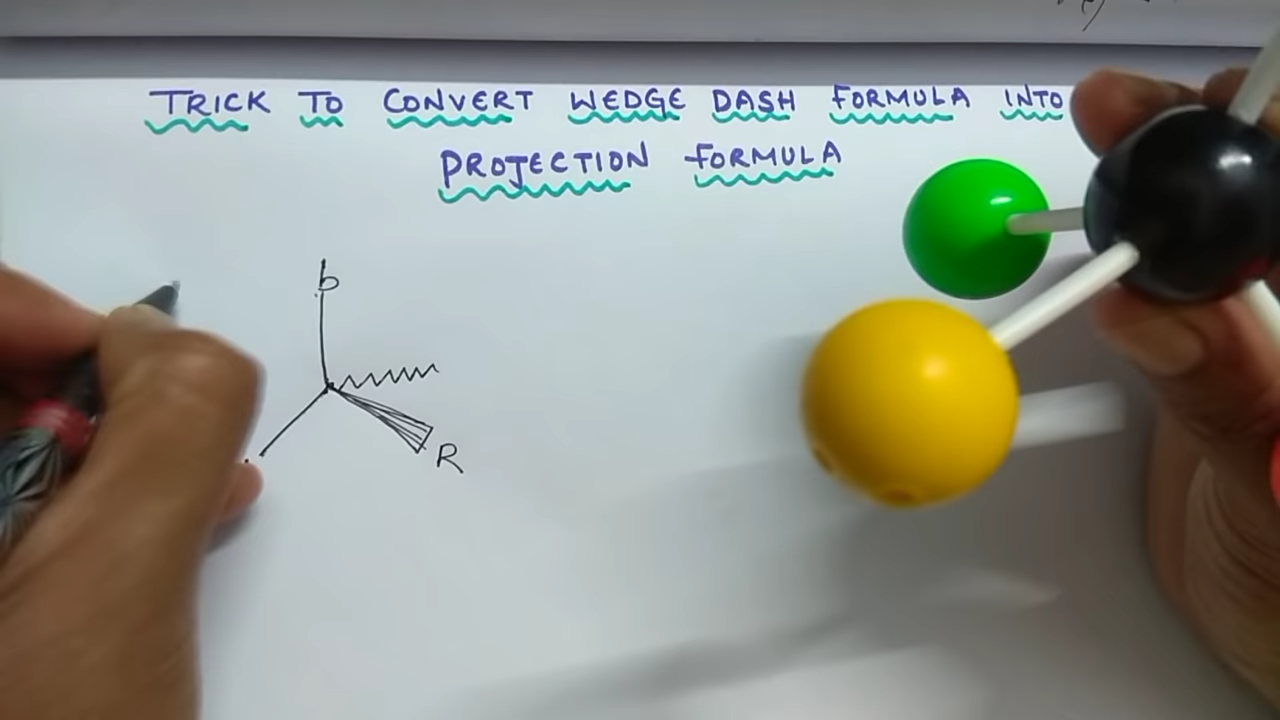 TRICK TO CONVERT WEDGE DASH FORMULA INTO
PROJECTION FORMULA
b
R